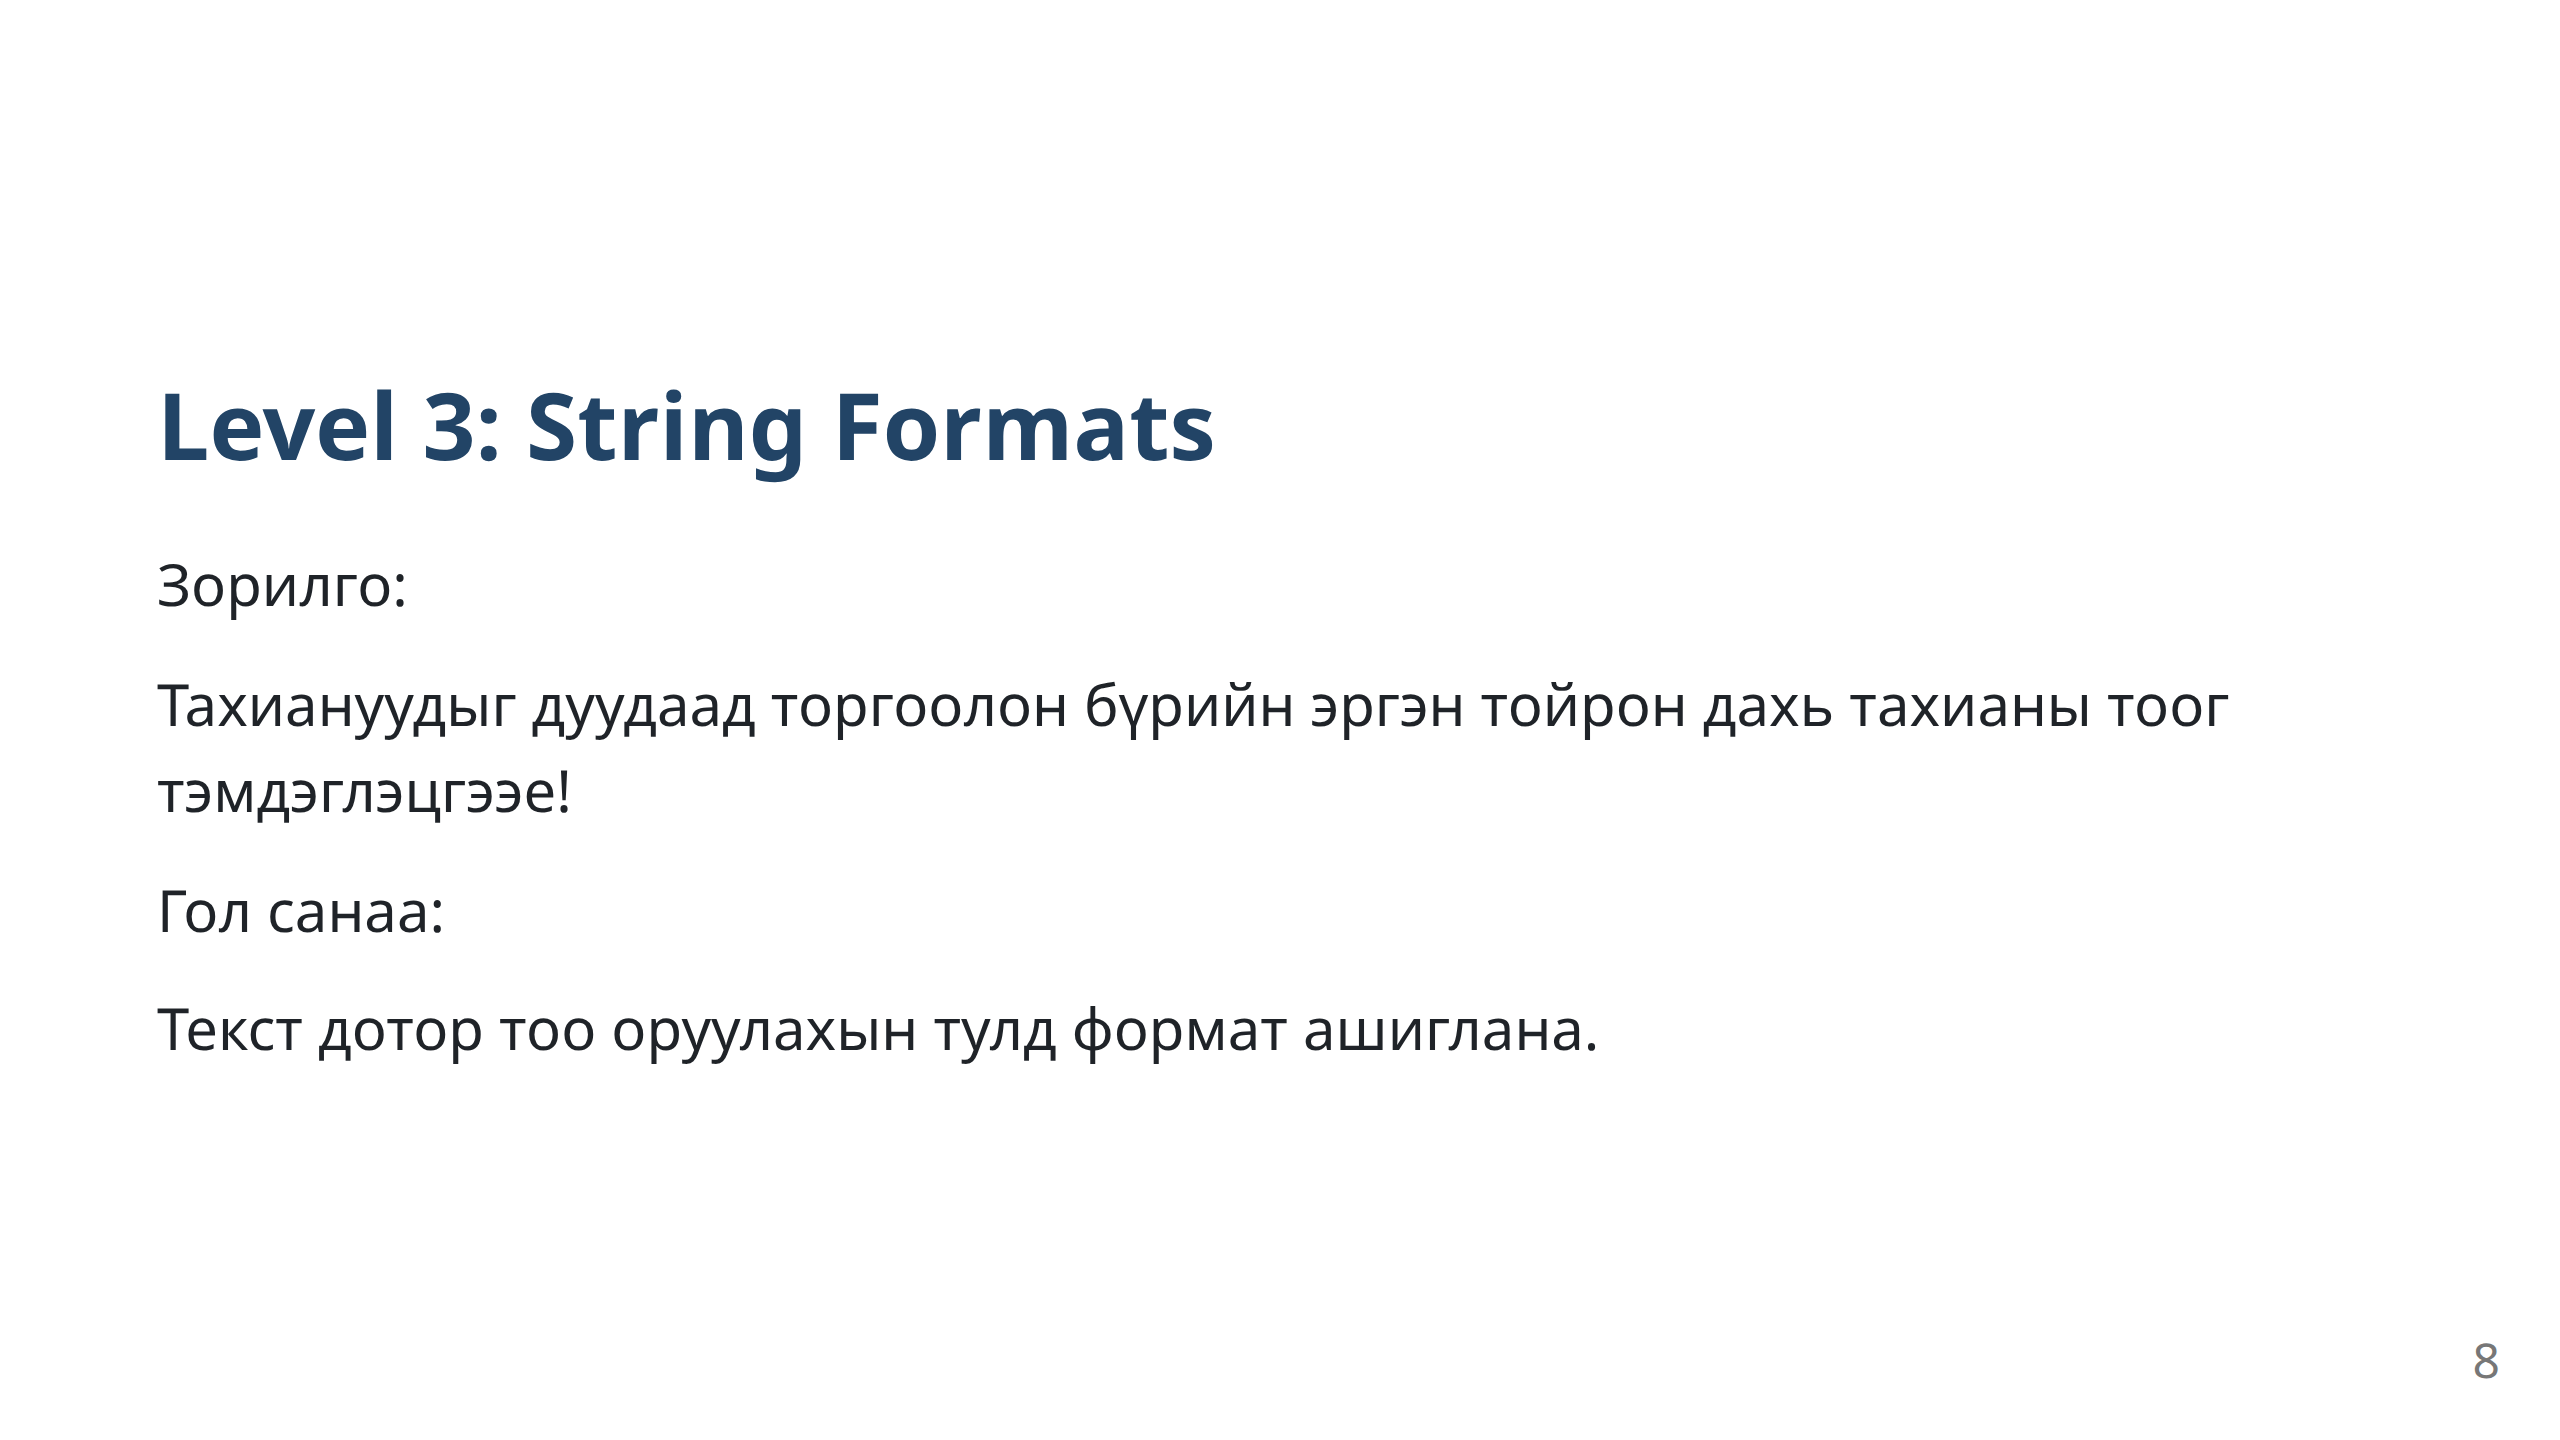 Level 3: String Formats
Зорилго:
Тахиануудыг дуудаад торгоолон бүрийн эргэн тойрон дахь тахианы тоог
тэмдэглэцгээе!
Гол санаа:
Текст дотор тоо оруулахын тулд формат ашиглана.
8